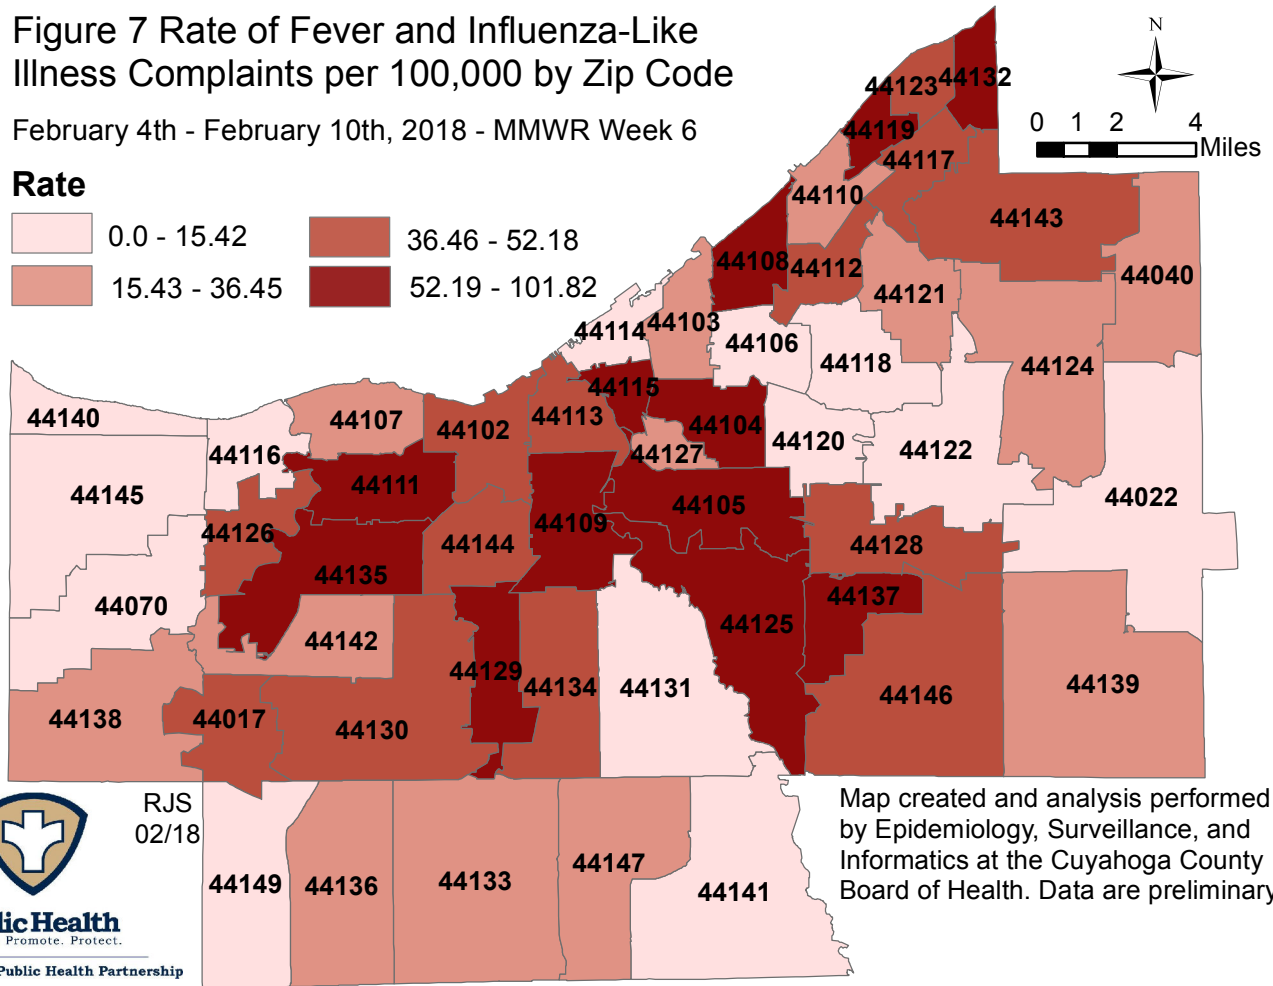 Figure 7 Rate of Fever and Influenza-Like
Illness Complaints per 100,000 by Zip Code
February 4th - February 10th, 2018 - MMWR Week 6
Rate
0.0 - 15.42
36.46 - 52.18
15.43 - 36.45
52.19 - 101.82
N
0 1 2 4
Miles
44123
44132
44119
44117
44110
44143
44108
44112
44040
44121
44103
44114
44106
44118
44124
44115
44107
44140
44113
44102
44104
44120
44116
44127
44122
44111
44145
44022
44105
44109
44126
44144
44128
44135
44137
44070
44125
44142
44129
44134
44131
44139
44146
44138
44017
44130
RJS
02/18
44147
44133
44149
44136
44141
Map created and analysis performed
by Epidemiology, Surveillance, and
Informatics at the Cuyahoga County
Board of Health. Data are preliminary
lic Health
Promote. Protect.
Public Health Partnership